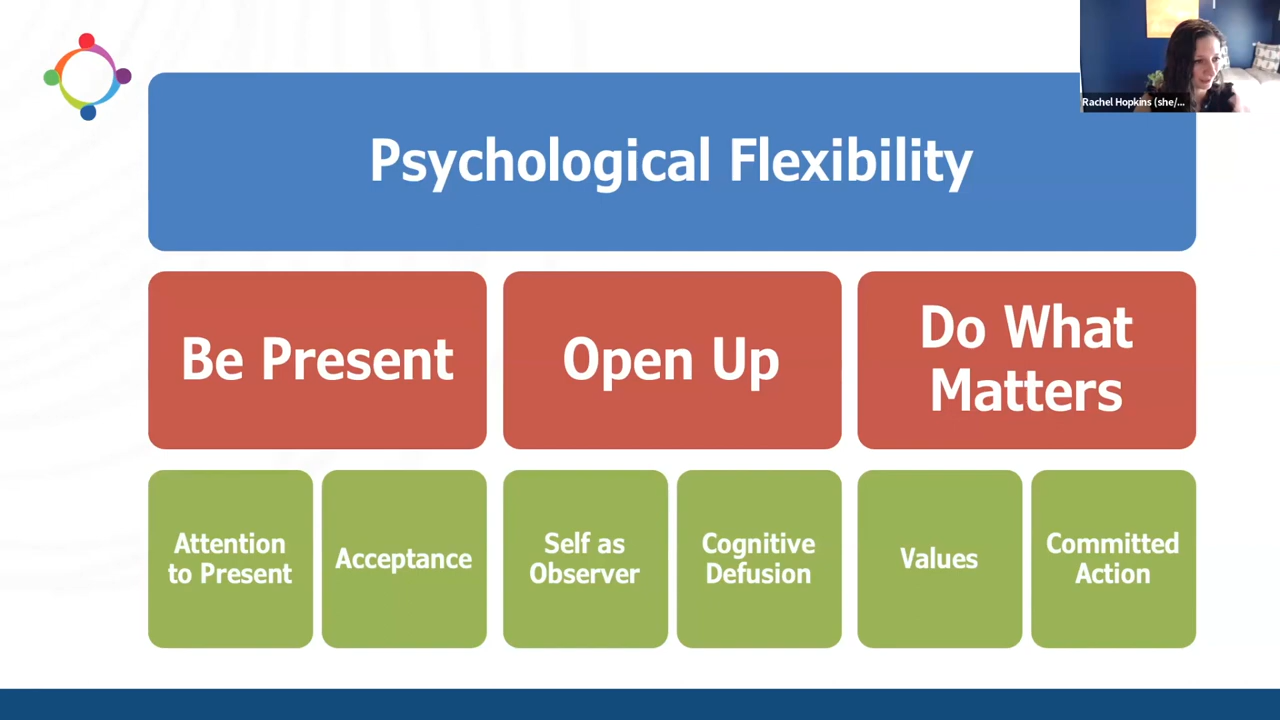 Psychological Flexibility
Rachel Hopkins (she/...
Be Present
Open Up
Do What
Matters
Attention
to Present
Acceptance
Self as
Observer
Cognitive
Defusion
Values
Committed
Action